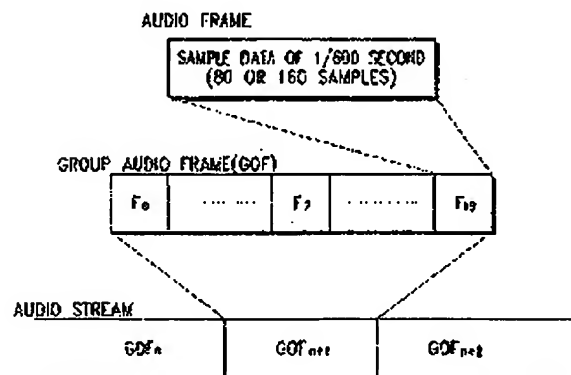 AUDIO FRAME
SAMPLE DATA OF 1/600 SECOND
(80 OR 160 SAMPLES)
GROUP AUDIO FRAME(GOF)
F₀ ...... F₇ ........ F₁₉
AUDIO STREAM
GOFₙ GOFₙ₊₁ GOFₙ₊₂